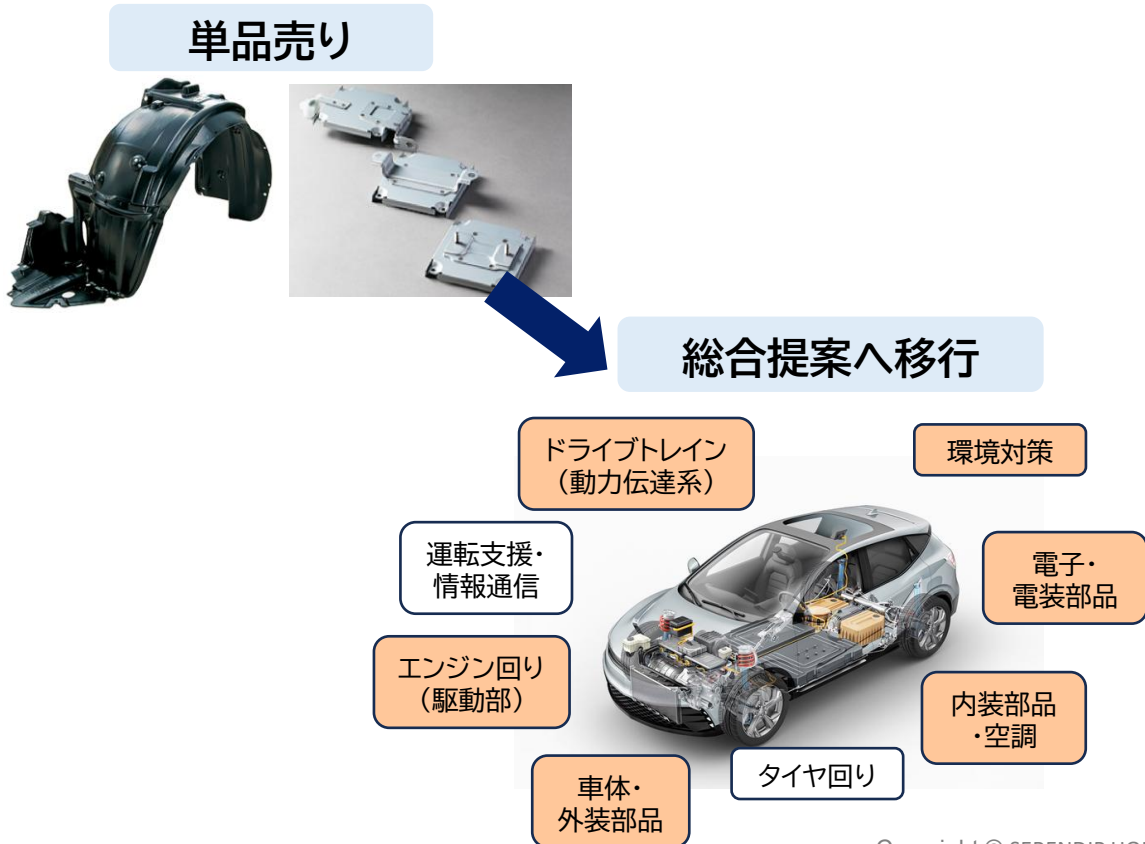 単品売り
総合提案へ移行
ドライブトレイン
（動力伝達系）
環境対策
運転支援・
情報通信
電子・
電装部品
エンジン回り
（駆動部）
内装部品
・空調
タイヤ回り
車体・
外装部品